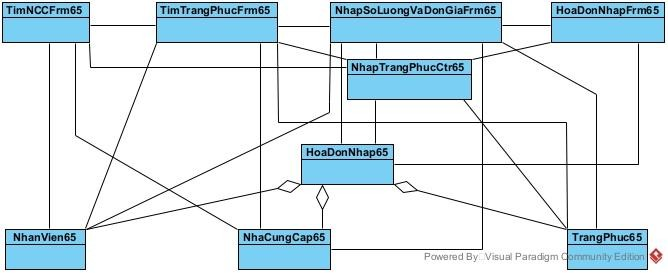 TimNCCFrm65
TimTrangPhucFrm65
NhapSoLuongVaDonGiaFrm65
HoaDonNhapFrm65
NhapTrangPhucCtr65
HoaDonNhap65
NhanVien65
NhaCungCap65
TrangPhuc65
Powered By Visual Paradigm Community Edition